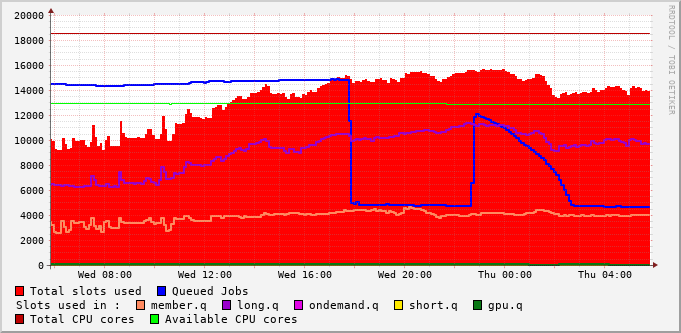 20000
18000
16000
14000
12000
10000
8000
6000
4000
2000
0
Wed 08:00 Wed 12:00 Wed 16:00 Wed 20:00 Thu 00:00 Thu 04:00
Total slots used Queued Jobs
Slots used in : member.q long.q ondemand.q short.q gpu.q
Total CPU cores Available CPU cores
RRDTOOL / TOBI OETIKER